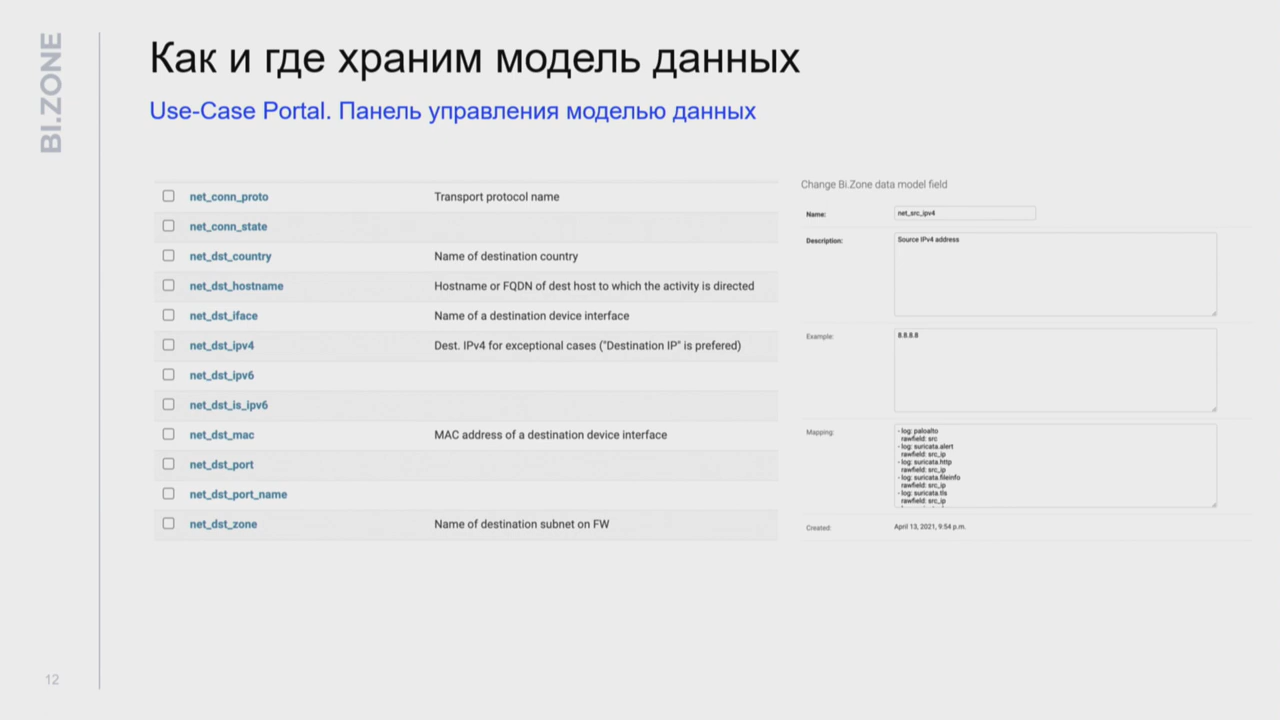 BI.ZONE
Как и где храним модель данных
Use-Case Portal. Панель управления моделью данных
net_conn_proto Transport protocol name
net_conn_state
net_dst_country Name of destination country
net_dst_hostname Hostname or FQDN of dest host to which the activity is directed
net_dst_iface Name of a destination device interface
net_dst_ipv4 Dest. IPv4 for exceptional cases ("Destination IP" is prefered)
net_dst_ipv6
net_dst_is_ipv6
net_dst_mac MAC address of a destination device interface
net_dst_port
net_dst_port_name
net_dst_zone Name of destination subnet on FW
Change Bi.Zone data model field
Name: net_src_ipv4
Description: Source IPv4 address
Example: 8.8.8.8
Mapping: - log: paloalto
rawfield: src
- log: suricata.alert
rawfield: src_ip
- log: suricata.http
rawfield: src_ip
- log: suricata.fileinfo
rawfield: src_ip
- log: suricata.tls
rawfield: src_ip
Created: April 13, 2021, 9:54 p.m.
12